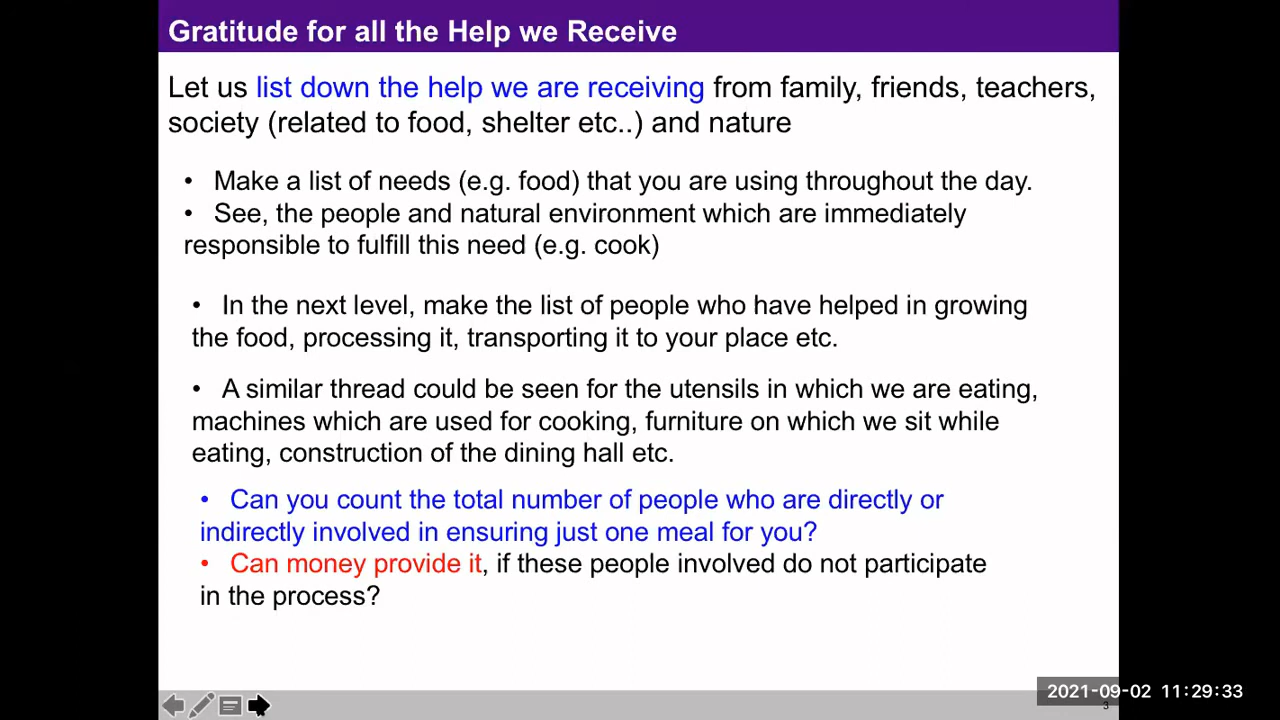 Gratitude for all the Help we Receive
Let us list down the help we are receiving from family, friends, teachers,
society (related to food, shelter etc..) and nature
• Make a list of needs (e.g. food) that you are using throughout the day.
• See, the people and natural environment which are immediately
responsible to fulfill this need (e.g. cook)
• In the next level, make the list of people who have helped in growing
the food, processing it, transporting it to your place etc.
• A similar thread could be seen for the utensils in which we are eating,
machines which are used for cooking, furniture on which we sit while
eating, construction of the dining hall etc.
• Can you count the total number of people who are directly or
indirectly involved in ensuring just one meal for you?
• Can money provide it, if these people involved do not participate
in the process?
2021-09-02 11:29:33
3